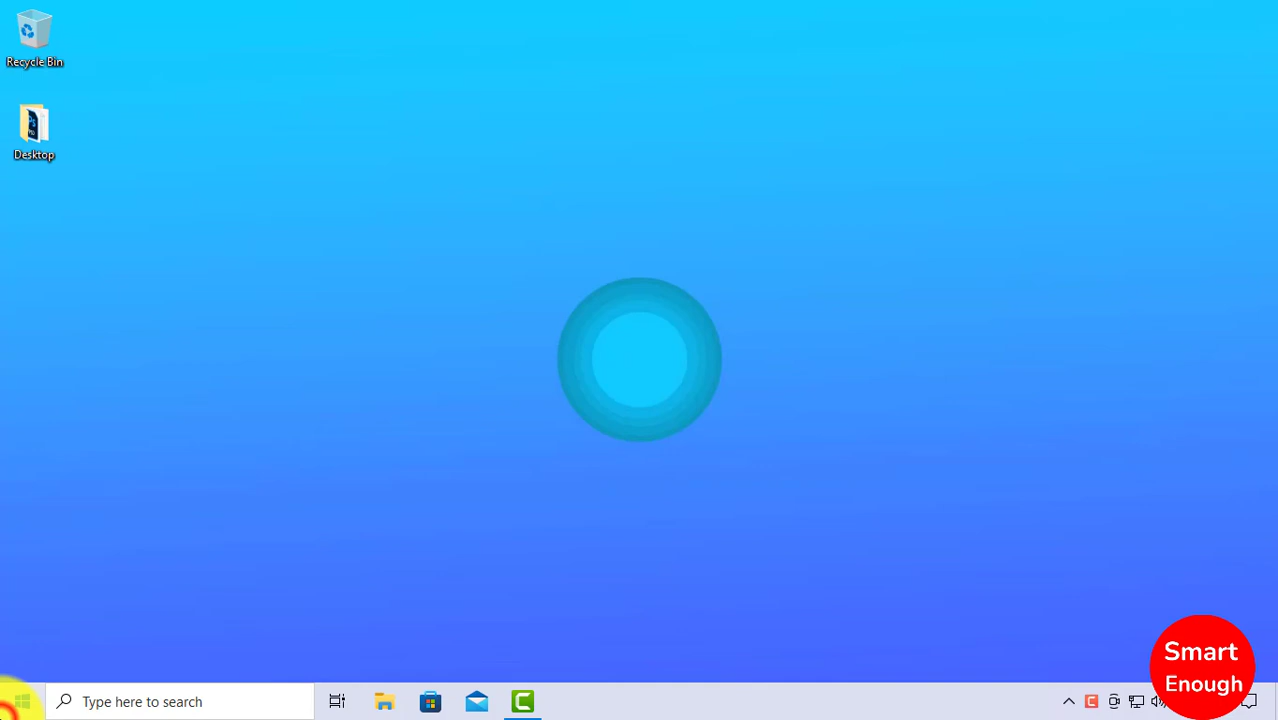 Recycle Bin
Desktop
Type here to search
Smart
Enough